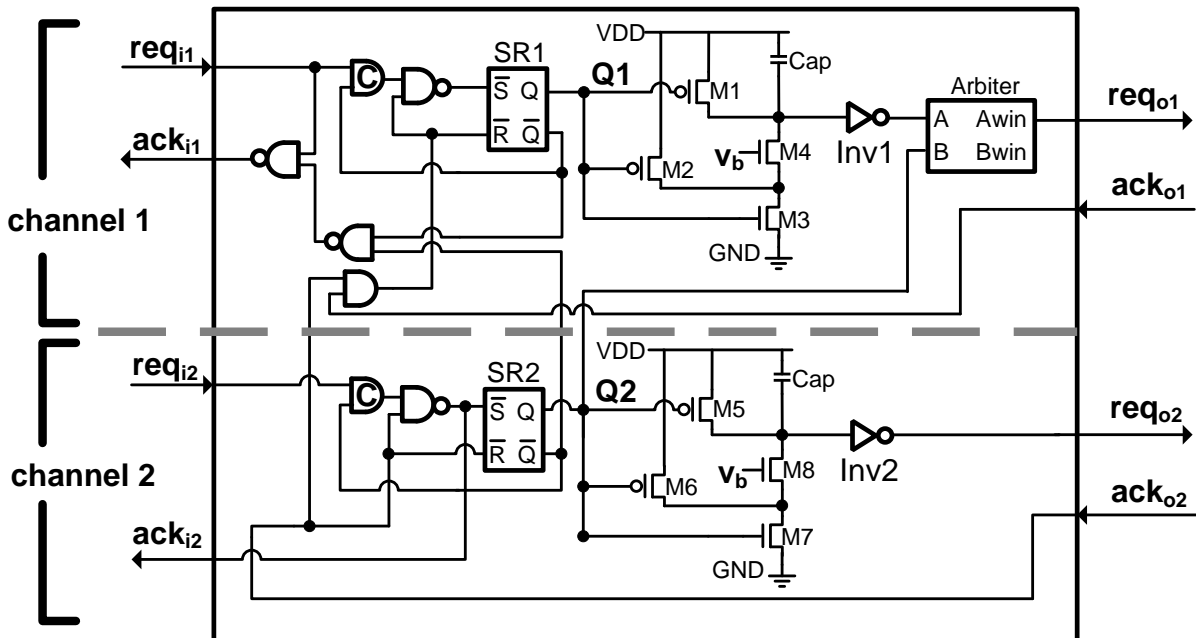 channel 1
req_i1
ack_i1
C
SR1
S̅ Q
R̅ Q̅
Q1
VDD
M1
Cap
M2
v_b
M4
M3
GND
Inv1
Arbiter
A Awin
B Bwin
req_o1
ack_o1
channel 2
req_i2
ack_i2
C
SR2
S̅ Q
R̅ Q̅
Q2
VDD
M5
Cap
M6
v_b
M8
M7
GND
Inv2
req_o2
ack_o2